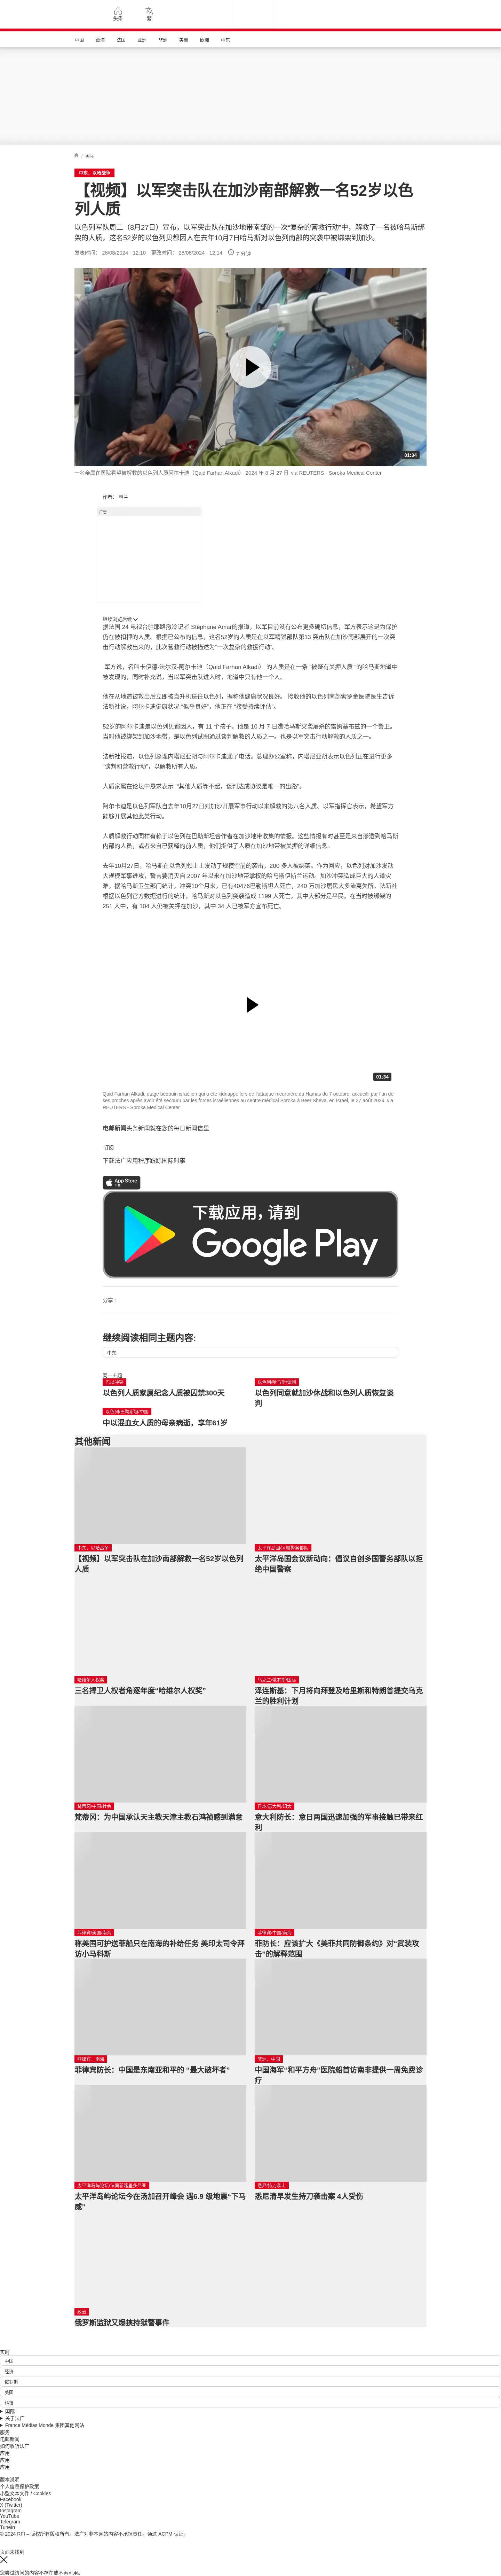 头条
繁
中国
台海
法国
亚洲
非洲
美洲
欧洲
中东
/ 国际
中东，以哈战争
【视频】以军突击队在加沙南部解救一名52岁以色列人质
以色列军队周二（8月27日）宣布，以军突击队在加沙地带南部的一次“复杂的营救行动”中，解救了一名被哈马斯绑架的人质，这名52岁的以色列贝都因人在去年10月7日哈马斯对以色列南部的突袭中被绑架到加沙。
发表时间： 28/08/2024 - 12:10 更改时间： 28/08/2024 - 12:14 7 分钟
01:34
一名亲属在医院看望被解救的以色列人质阿尔卡迪（Qaid Farhan Alkadi） 2024 年 8 月 27 日 via REUTERS - Soroka Medical Center
作者： 林兰
广告
继续浏览后续
据法国 24 电视台驻耶路撒冷记者 Stéphane Amar的报道，以军目前没有公布更多确切信息。军方表示这是为保护仍在被扣押的人质。根据已公布的信息，这名52岁的人质是在以军精锐部队第13 突击队在加沙南部展开的一次突击行动解救出来的，此次营救行动被描述为“一次复杂的救援行动”。
军方说，名叫卡伊德·法尔汉·阿尔卡迪（Qaid Farhan Alkadi） 的人质是在一条 “被疑有关押人质 ”的哈马斯地道中被发现的，同时补充说，当以军突击队进入时，地道中只有他一个人。
他在从地道被救出后立即被直升机送往以色列，据称他健康状况良好。 接收他的以色列南部索罗金医院医生告诉法新社说，阿尔卡迪健康状况 “似乎良好”，他正在 “接受持续评估”。
52岁的阿尔卡迪是以色列贝都因人，有 11 个孩子。他是 10 月 7 日遭哈马斯突袭屠杀的雷姆基布兹的一个警卫。当时他被绑架到加沙地带，是以色列试图通过谈判解救的人质之一、也是以军突击行动解救的人质之一。
法新社报道，以色列总理内塔尼亚胡与阿尔卡迪通了电话。总理办公室称，内塔尼亚胡表示以色列正在进行更多 “谈判和营救行动”，以解救所有人质。
人质家属在论坛中恳求表示 “其他人质等不起，谈判达成协议是唯一的出路”。
阿尔卡迪是以色列军队自去年10月27日对加沙开展军事行动以来解救的第八名人质、以军指挥官表示，希望军方能够开展其他此类行动。
人质解救行动同样有赖于以色列在巴勒斯坦合作者在加沙地带收集的情报。这些情报有时甚至是来自渗透到哈马斯内部的人员，或者来自已获释的前人质，他们提供了人质在加沙地带被关押的详细信息。
去年10月27日，哈马斯在以色列领土上发动了规模空前的袭击，200 多人被绑架。作为回应，以色列对加沙发动大规模军事进攻，誓言要消灭自 2007 年以来在加沙地带掌权的哈马斯伊斯兰运动。加沙冲突造成巨大的人道灾难，据哈马斯卫生部门统计，冲突10个月来，已有40476巴勒斯坦人死亡，240 万加沙居民大多流离失所。法新社根据以色列官方数据进行的统计，哈马斯对以色列突袭造成 1199 人死亡，其中大部分是平民。在当时被绑架的 251 人中，有 104 人仍被关押在加沙，其中 34 人已被军方宣布死亡。
01:34
Qaid Farhan Alkadi, otage bédouin israélien qui a été kidnappé lors de l'attaque meurtrière du Hamas du 7 octobre, accueilli par l'un de ses proches après avoir été secouru par les forces israéliennes au centre médical Soroka à Beer Sheva, en Israël, le 27 août 2024. via REUTERS - Soroka Medical Center
电邮新闻头条新闻就在您的每日新闻信里
订阅
下载法广应用程序跟踪国际时事
App Store
下载
下载应用，请到
Google Play
分享 :
继续阅读相同主题内容:
中东
同一主题
巴以冲突
以色列人质家属纪念人质被囚禁300天
以色列/哈马斯/谈判
以色列同意就加沙休战和以色列人质恢复谈判
以色列/巴勒斯坦/中国
中以混血女人质的母亲病逝，享年61岁
其他新闻
中东，以哈战争
【视频】以军突击队在加沙南部解救一名52岁以色列人质
太平洋岛国/区域警务部队
太平洋岛国会议新动向：倡议自创多国警务部队以拒绝中国警察
哈维尔人权奖
三名捍卫人权者角逐年度“哈维尔人权奖”
乌克兰/俄罗斯/国际
泽连斯基：下月将向拜登及哈里斯和特朗普提交乌克兰的胜利计划
梵蒂冈/中国/社会
梵蒂冈：为中国承认天主教天津主教石鸿祯感到满意
日本/意大利/印太
意大利防长：意日两国迅速加强的军事接触已带来红利
菲律宾/美国/南海
称美国可护送菲船只在南海的补给任务 美印太司令拜访小马科斯
菲律宾/中国/南海
菲防长：应该扩大《美菲共同防御条约》对“武装攻击”的解释范围
菲律宾、南海
菲律宾防长：中国是东南亚和平的 “最大破坏者”
亚洲、中国
中国海军“和平方舟”医院船首访南非提供一周免费诊疗
太平洋岛屿论坛峰会在汤加召开峰会 遇6.9 级地震“下马威”
悉尼/持刀袭击
悉尼清早发生持刀袭击案 4人受伤
政治
俄罗斯监狱又爆挟持狱警事件
实时
中国
经济
俄罗斯
美国
科技
国际
关于法广
France Médias Monde 集团其他网站
服务
电邮新闻
如何收听法广
应用
应用
应用
版本说明
个人信息保护政策
小型文本文件 / Cookies
Facebook
X (Twitter)
Instagram
YouTube
Telegram
TuneIn
© 2024 RFI – 版权所有版权所有。法广对非本网站内容不承担责任。通过 ACPM 认证。
页面未找到
您尝试访问的内容不存在或不再可用。